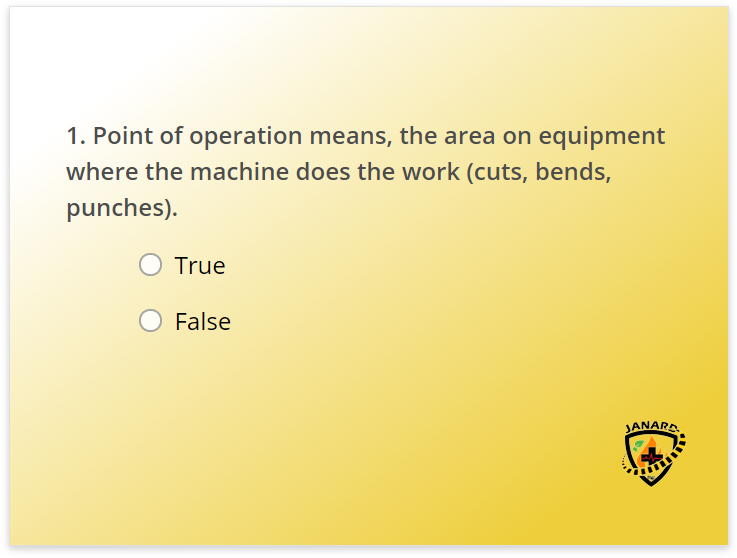 1. Point of operation means, the area on equipment
where the machine does the work (cuts, bends,
punches).
True
False
JANARD